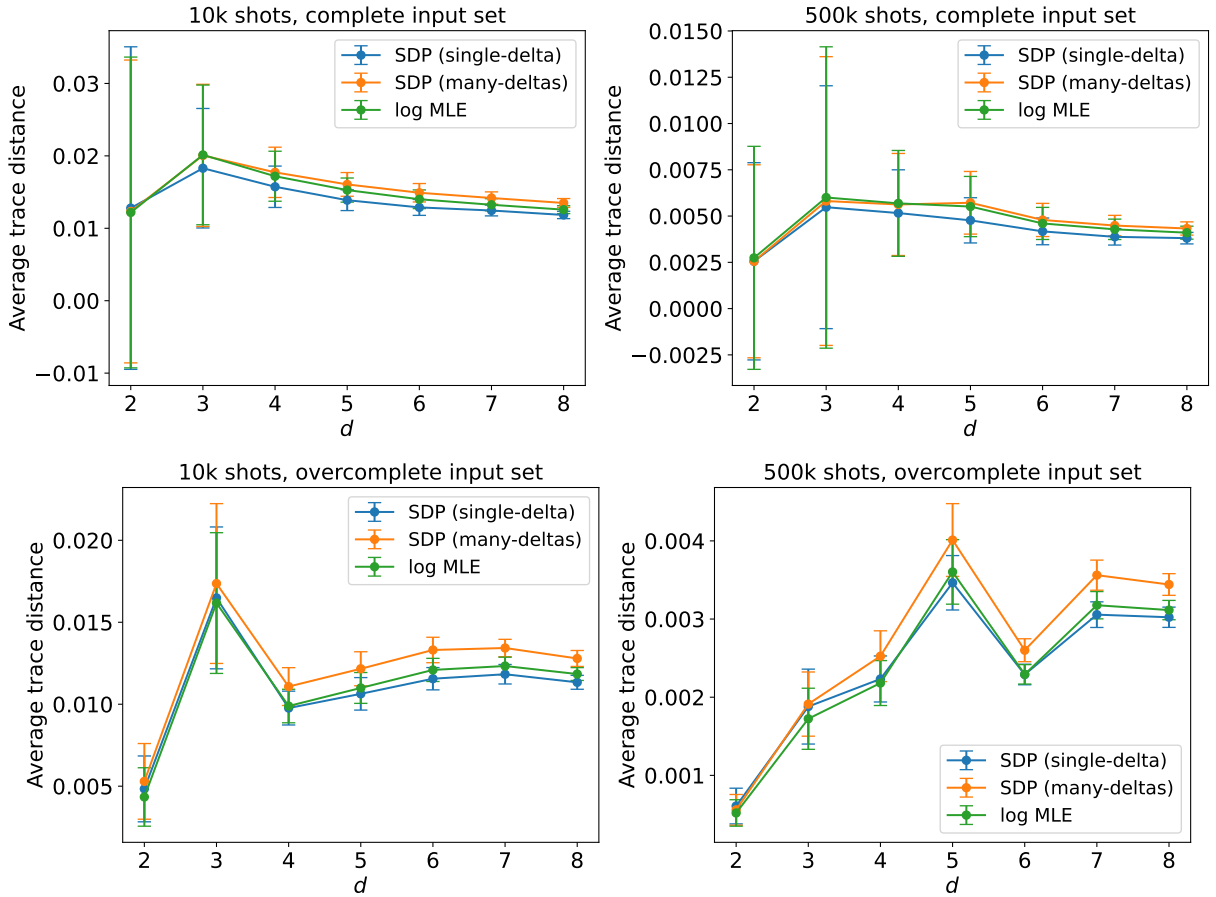 10k shots, complete input set
Average trace distance
0.03
0.02
0.01
0.00
−0.01
SDP (single-delta)
SDP (many-deltas)
log MLE
2 3 4 5 6 7 8
d
500k shots, complete input set
Average trace distance
0.0150
0.0125
0.0100
0.0075
0.0050
0.0025
0.0000
−0.0025
SDP (single-delta)
SDP (many-deltas)
log MLE
2 3 4 5 6 7 8
d
10k shots, overcomplete input set
Average trace distance
0.020
0.015
0.010
0.005
SDP (single-delta)
SDP (many-deltas)
log MLE
2 3 4 5 6 7 8
d
500k shots, overcomplete input set
Average trace distance
0.004
0.003
0.002
0.001
SDP (single-delta)
SDP (many-deltas)
log MLE
2 3 4 5 6 7 8
d